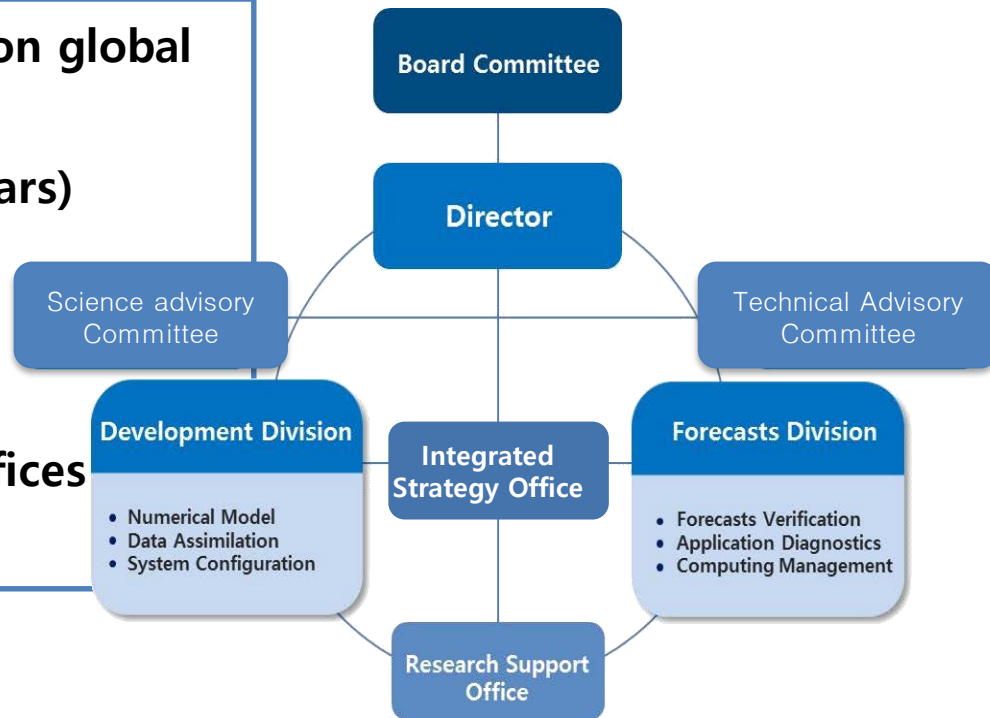 on global
ars)
fices
Board Committee
Director
Science advisory
Committee
Technical Advisory
Committee
Development Division
• Numerical Model
• Data Assimilation
• System Configuration
Integrated
Strategy Office
Forecasts Division
• Forecasts Verification
• Application Diagnostics
• Computing Management
Research Support
Office